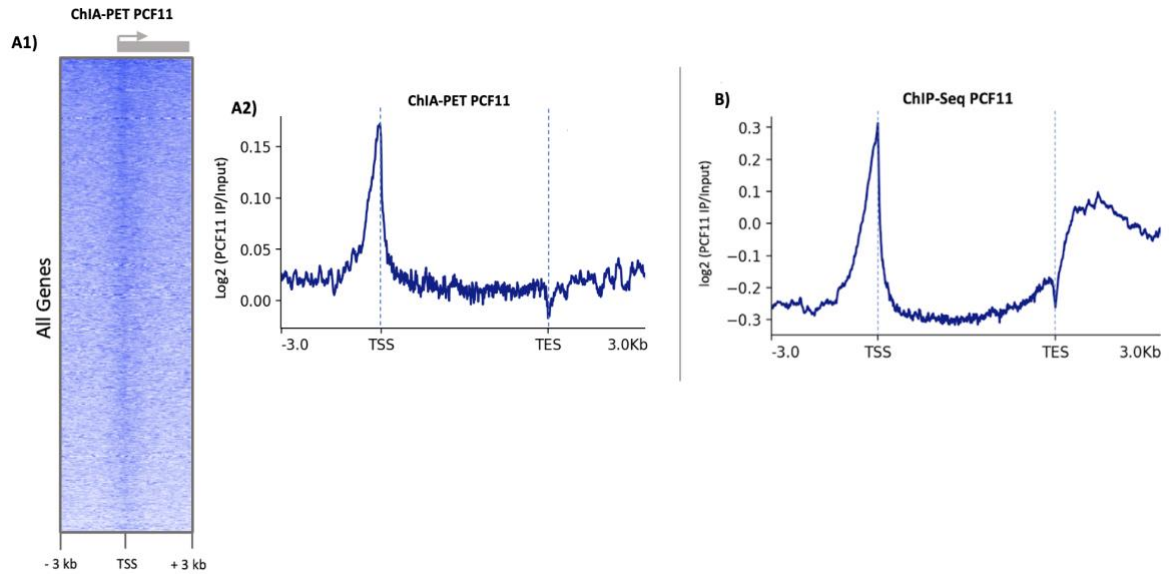 ChIA-PET PCF11
A1)
All Genes
- 3 kb
TSS
+ 3 kb
A2)
ChIA-PET PCF11
Log2 (PCF11 IP/Input)
0.15
0.10
0.05
0.00
-3.0
TSS
TES
3.0Kb
B)
ChIP-Seq PCF11
log2 (PCF11 IP/Input)
0.3
0.2
0.1
0.0
−0.1
−0.2
−0.3
-3.0
TSS
TES
3.0Kb